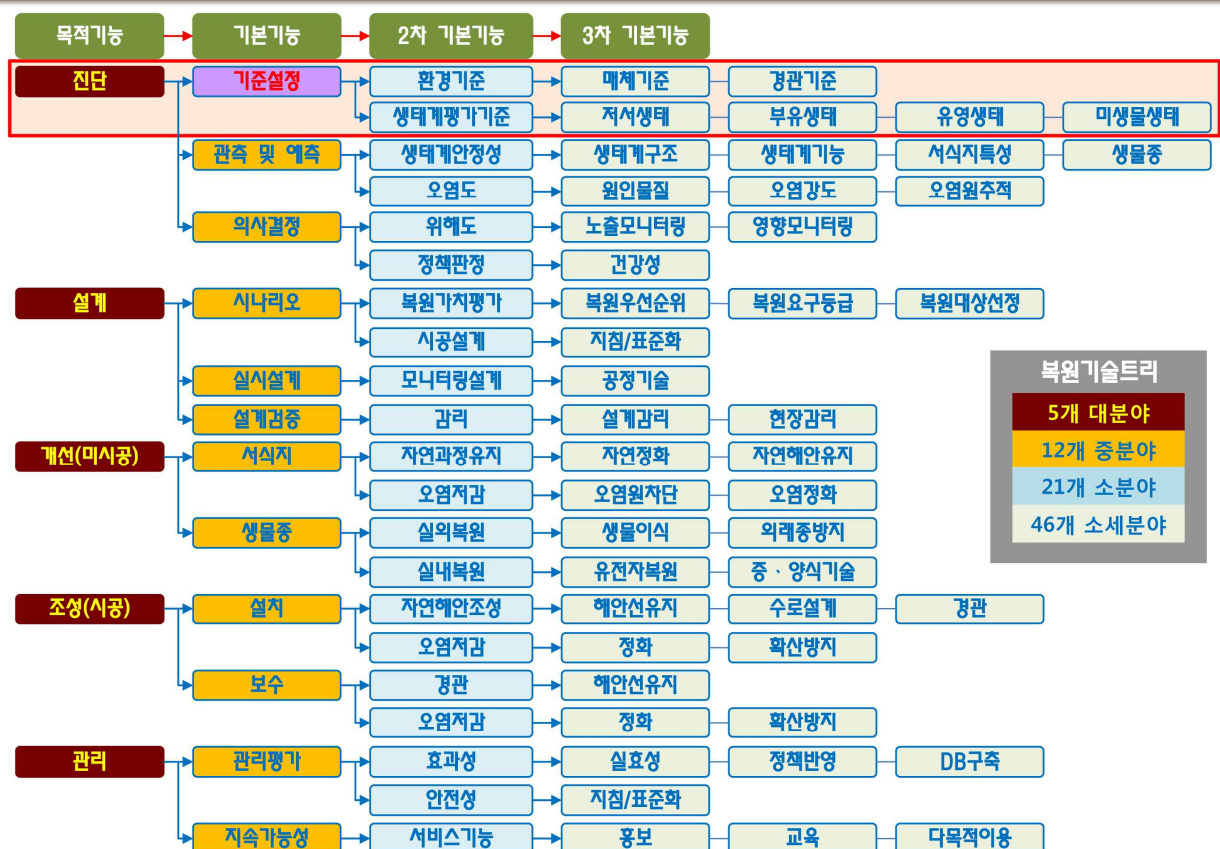 목적기능 기본기능 2차 기본기능 3차 기본기능
진단 기준설정 환경기준 매체기준 경관기준
생태계평가기준 저서생태 부유생태 유영생태 미생물생태
관측 및 예측 생태계안정성 생태계구조 생태계기능 서식지특성 생물종
오염도 원인물질 오염강도 오염원추적
의사결정 위해도 노출모니터링 영향모니터링
정책판정 건강성
설계 시나리오 복원가치평가 복원우선순위 복원요구등급 복원대상선정
시공설계 지침/표준화
실시설계 모니터링설계 공정기술
설계검증 감리 설계감리 현장감리
개선(미시공) 서식지 자연과정유지 자연정화 자연해안유지
오염저감 오염원차단 오염정화
생물종 실외복원 생물이식 외래종방지
실내복원 유전자복원 종 · 양식기술
조성(시공) 설치 자연해안조성 해안선유지 수로설계 경관
오염저감 정화 확산방지
보수 경관 해안선유지
오염저감 정화 확산방지
관리 관리평가 효과성 실효성 정책반영 DB구축
안전성 지침/표준화
지속가능성 서비스기능 홍보 교육 다목적이용
복원기술트리
5개 대분야
12개 중분야
21개 소분야
46개 소세분야